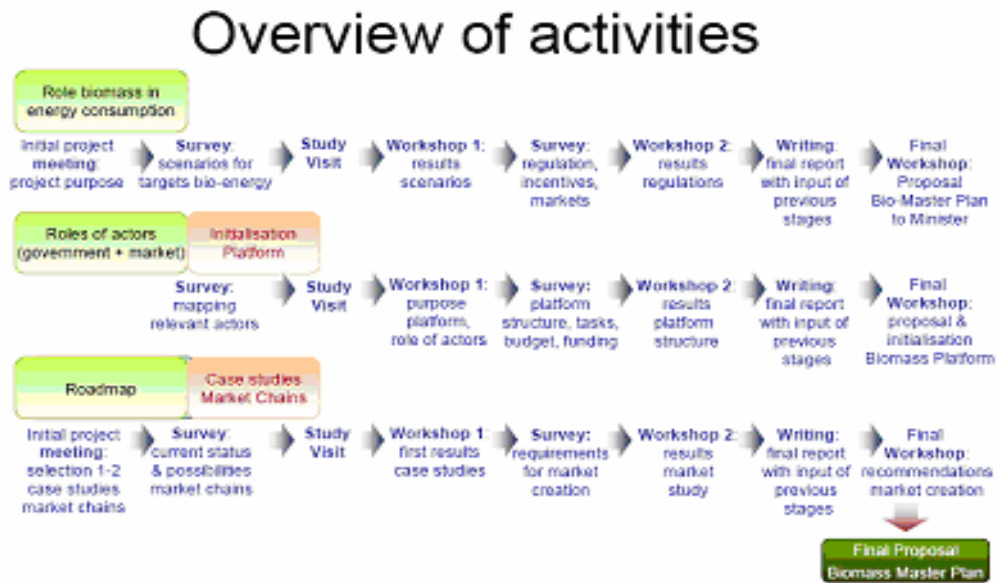 Overview of activities
Role biomass in
energy consumption
Initial project
meeting:
project purpose
Survey:
scenarios for
targets bio-energy
Study
Visit
Workshop 1:
results
scenarios
Survey:
regulation,
incentives,
markets
Workshop 2:
results
regulations
Writing:
final report
with input of
previous
stages
Final
Workshop:
Proposal
Bio-Master Plan
to Minister
Roles of actors
(government + market)
Initialisation
Platform
Survey:
mapping
relevant actors
Study
Visit
Workshop 1:
purpose
platform,
role of actors
Survey:
platform
structure, tasks,
budget, funding
Workshop 2:
results
platform
structure
Writing:
final report
with input of
previous
stages
Final
Workshop:
proposal &
initialisation
Biomass Platform
Roadmap
Case studies
Market Chains
Initial project
meeting:
selection 1-2
case studies
market chains
Survey:
current status
& possibilities
market chains
Study
Visit
Workshop 1:
first results
case studies
Survey:
requirements
for market
creation
Workshop 2:
results
market
study
Writing:
final report
with input of
previous
stages
Final
Workshop:
recommendations
market creation
Final Proposal
Biomass Master Plan